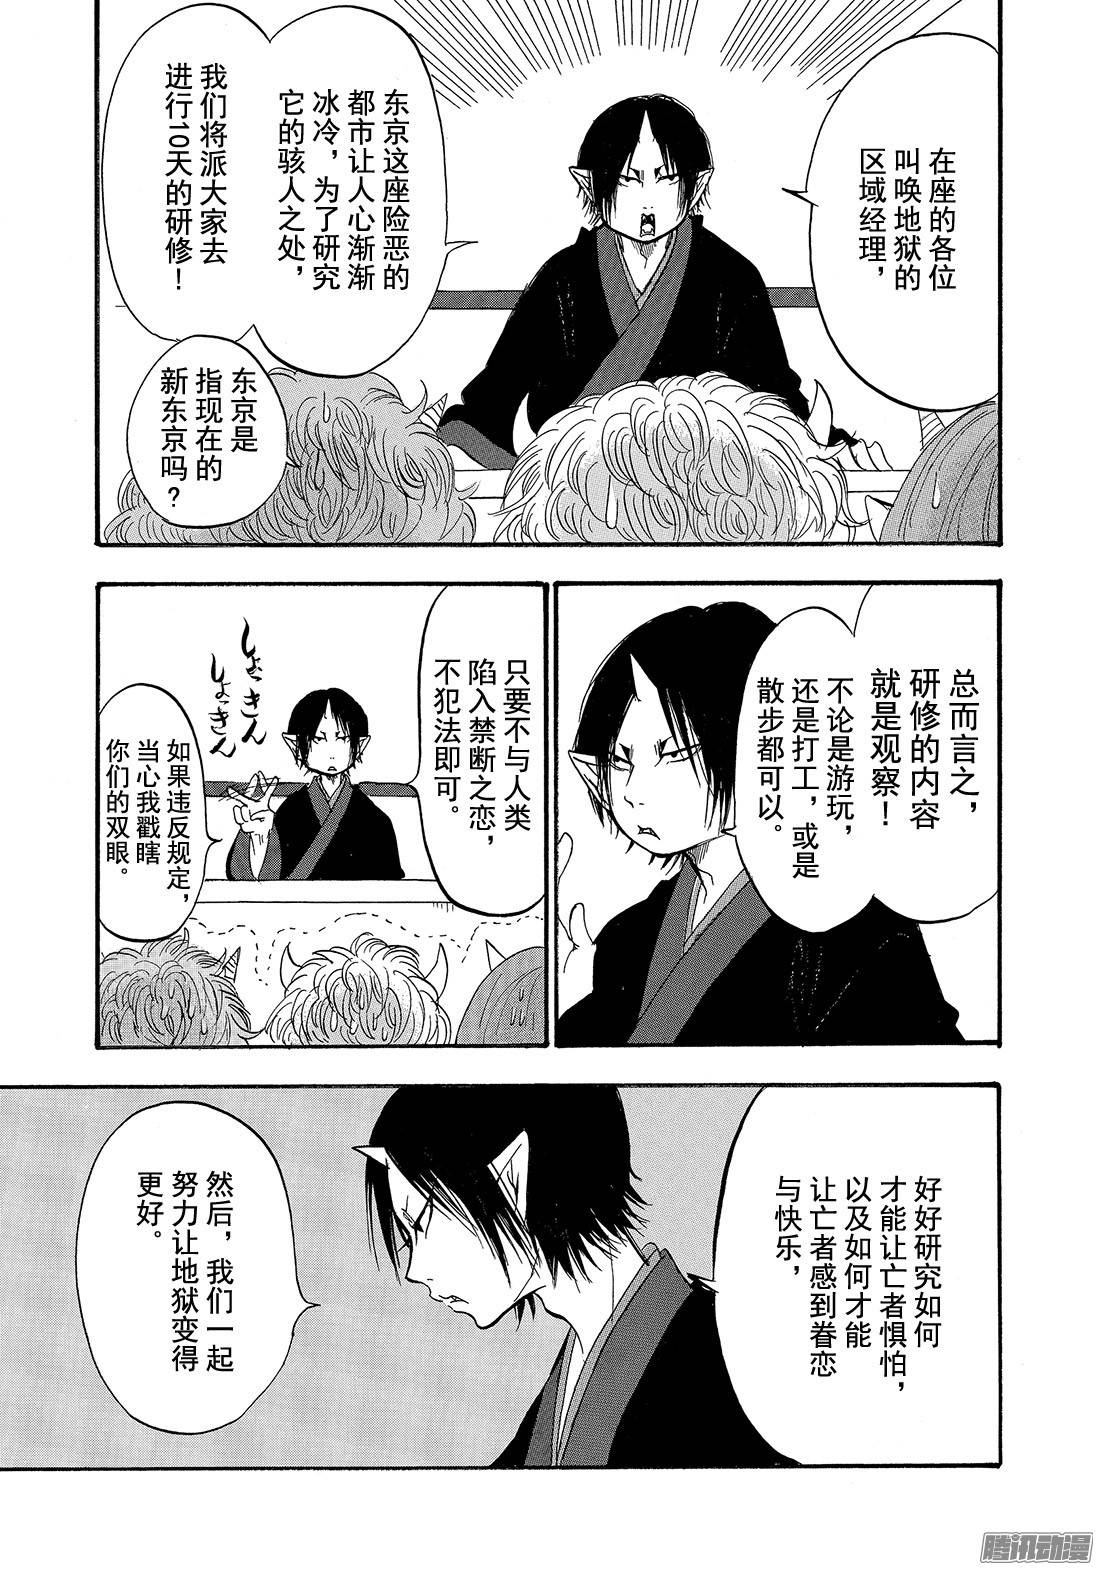 在座的各位
叫唤地狱的
区域经理，
东京这座险恶的
都市让人心渐渐
冰冷，为了研究
它的骇人之处，
我们将派大家去
进行10天的研修！
东京是
指现在的
新东京吗？
总而言之，
研修的内容
就是观察！
不论是游玩，
还是打工，或是
散步都可以。
只要不与人类
陷入禁断之恋，
不犯法即可。
しょっきん
しょっきん
如果违反规定，
当心我戳瞎
你们的双眼。
好好研究如何
才能让亡者惧怕，
以及如何才能
让亡者感到眷恋
与快乐，
然后，我们一起
努力让地狱变得
更好。
腾讯动漫